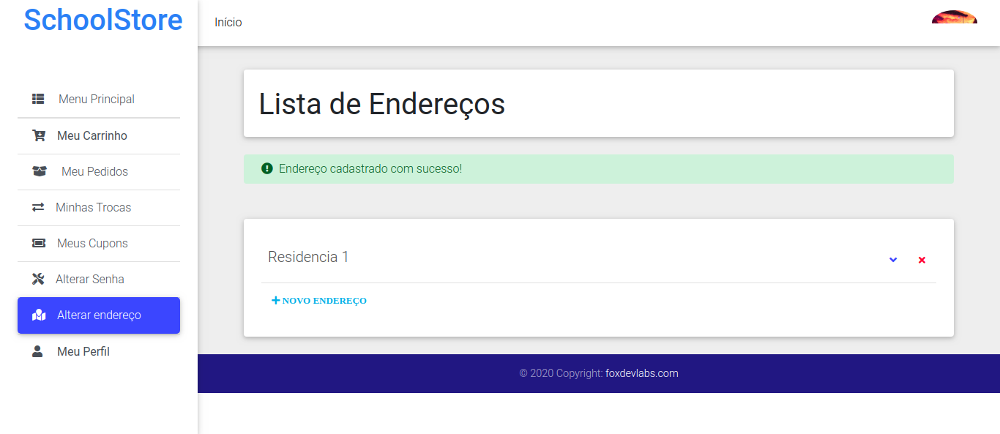 SchoolStore
Início
Menu Principal
Meu Carrinho
Meu Pedidos
Minhas Trocas
Meus Cupons
Alterar Senha
Alterar endereço
Meu Perfil
Lista de Endereços
Endereço cadastrado com sucesso!
Residencia 1
NOVO ENDEREÇO
© 2020 Copyright: foxdevlabs.com